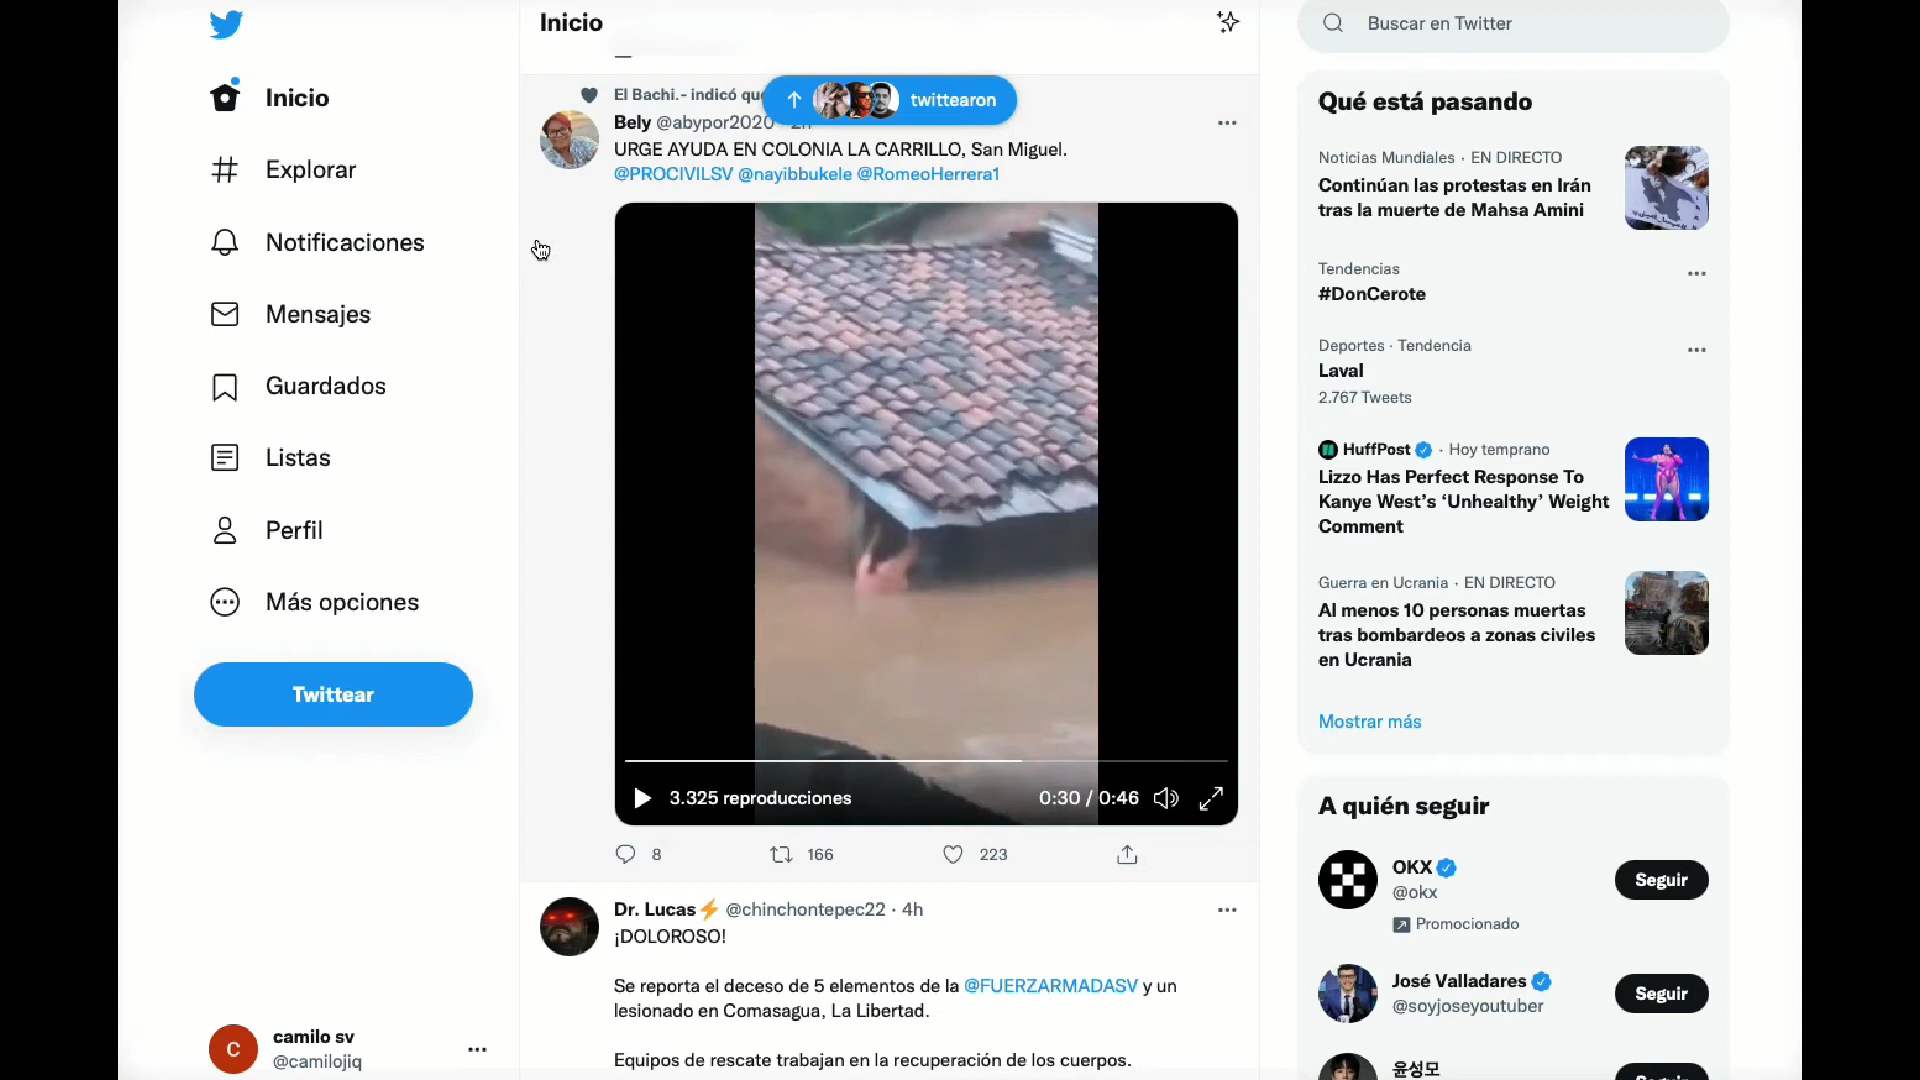 Inicio
Explorar
Notificaciones
Mensajes
Guardados
Listas
Perfil
Más opciones
Twittear
C
camilo sv
@camilojiq
Inicio
El Bachi.- indicó que
twittearon
Bely @abypor2020
URGE AYUDA EN COLONIA LA CARRILLO, San Miguel.
@PROCIVILSV @nayibbukele @RomeoHerrera1
3.325 reproducciones
0:30 / 0:46
8
166
223
Dr. Lucas⚡ @chinchontepec22 · 4h
¡DOLOROSO!
Se reporta el deceso de 5 elementos de la @FUERZARMADASV y un
lesionado en Comasagua, La Libertad.
Equipos de rescate trabajan en la recuperación de los cuerpos.
Buscar en Twitter
Qué está pasando
Noticias Mundiales · EN DIRECTO
Continúan las protestas en Irán
tras la muerte de Mahsa Amini
Tendencias
#DonCerote
Deportes · Tendencia
Laval
2.767 Tweets
HuffPost · Hoy temprano
Lizzo Has Perfect Response To
Kanye West's ‘Unhealthy’ Weight
Comment
Guerra en Ucrania · EN DIRECTO
Al menos 10 personas muertas
tras bombardeos a zonas civiles
en Ucrania
Mostrar más
A quién seguir
OKX
@okx
Seguir
Promocionado
José Valladares
@soyjoseyoutuber
Seguir
윤성모
Seguir